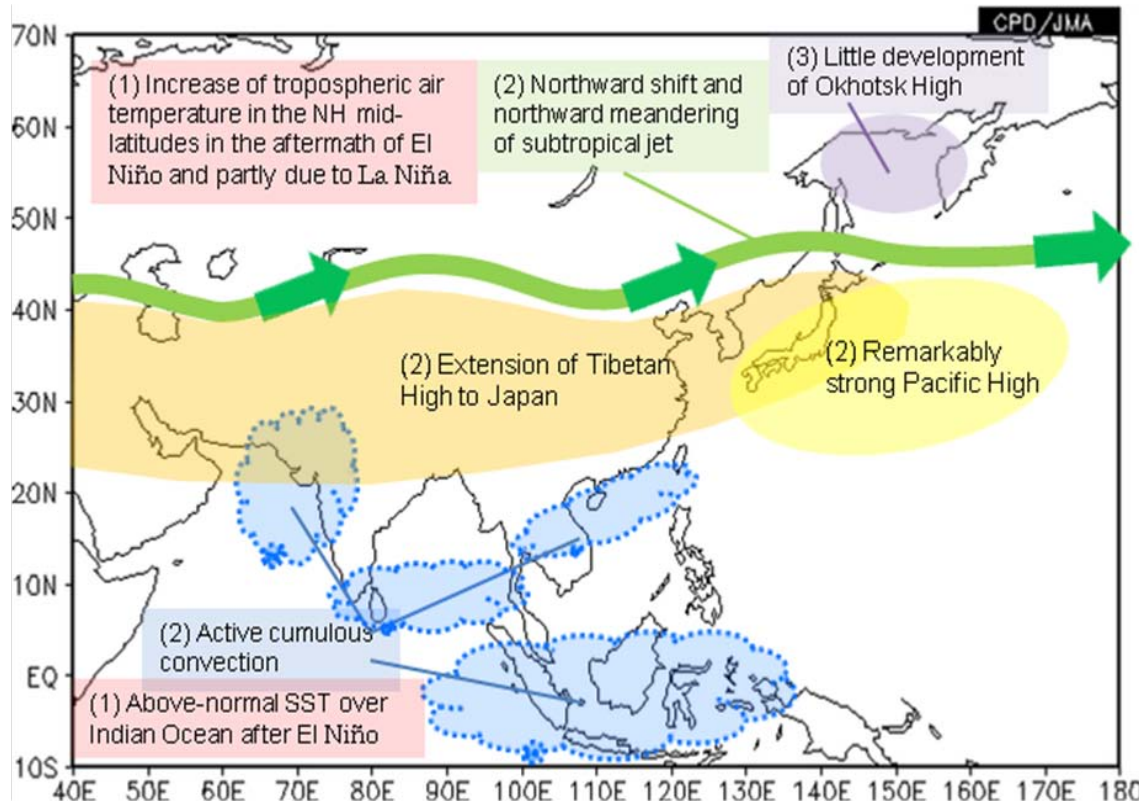 CPD/JMA
70N
60N
50N
40N
30N
20N
10N
EQ
10S
(1) Increase of tropospheric air
temperature in the NH mid-
latitudes in the aftermath of El
Niño and partly due to La Niña
(2) Northward shift and
northward meandering
of subtropical jet
(3) Little development
of Okhotsk High
(2) Extension of Tibetan
High to Japan
(2) Remarkably
strong Pacific High
(2) Active cumulous
convection
(1) Above-normal SST over
Indian Ocean after El Niño
40E 50E 60E 70E 80E 90E 100E 110E 120E 130E 140E 150E 160E 170E 180